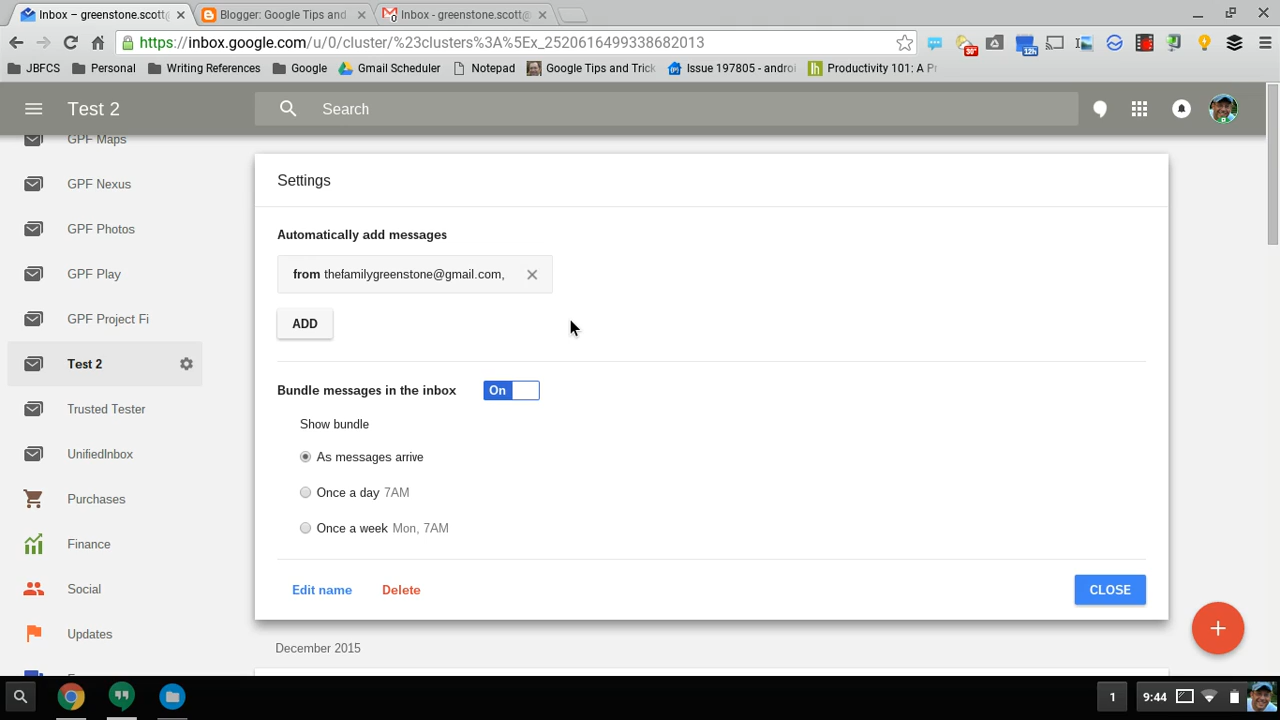 Inbox – greenstone.scott@
Blogger: Google Tips and
Inbox - greenstone.scott@
https://inbox.google.com/u/0/cluster/%23clusters%3A%5Ex_2520616499338682013
30°
12h
JBFCS
Personal
Writing References
Google
Gmail Scheduler
Notepad
Google Tips and Trick
Issue 197805 - androi
Productivity 101: A Pr
Test 2
Search
GPF Maps
GPF Nexus
GPF Photos
GPF Play
GPF Project Fi
Test 2
Trusted Tester
UnifiedInbox
Purchases
Finance
Social
Updates
Settings
Automatically add messages
from thefamilygreenstone@gmail.com,
ADD
Bundle messages in the inbox On
Show bundle
As messages arrive
Once a day 7AM
Once a week Mon, 7AM
Edit name Delete
CLOSE
December 2015
1
9:44